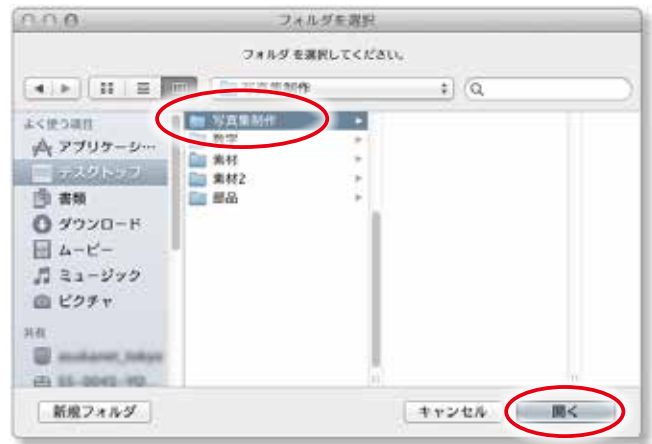 フォルダを選択
フォルダを選択してください。
写真集制作
よく使う項目
アプリケーシ…
デスクトップ
書類
ダウンロード
ムービー
ミュージック
ピクチャ
共有
写真集制作
数字
素材
素材2
部品
新規フォルダ
キャンセル
開く